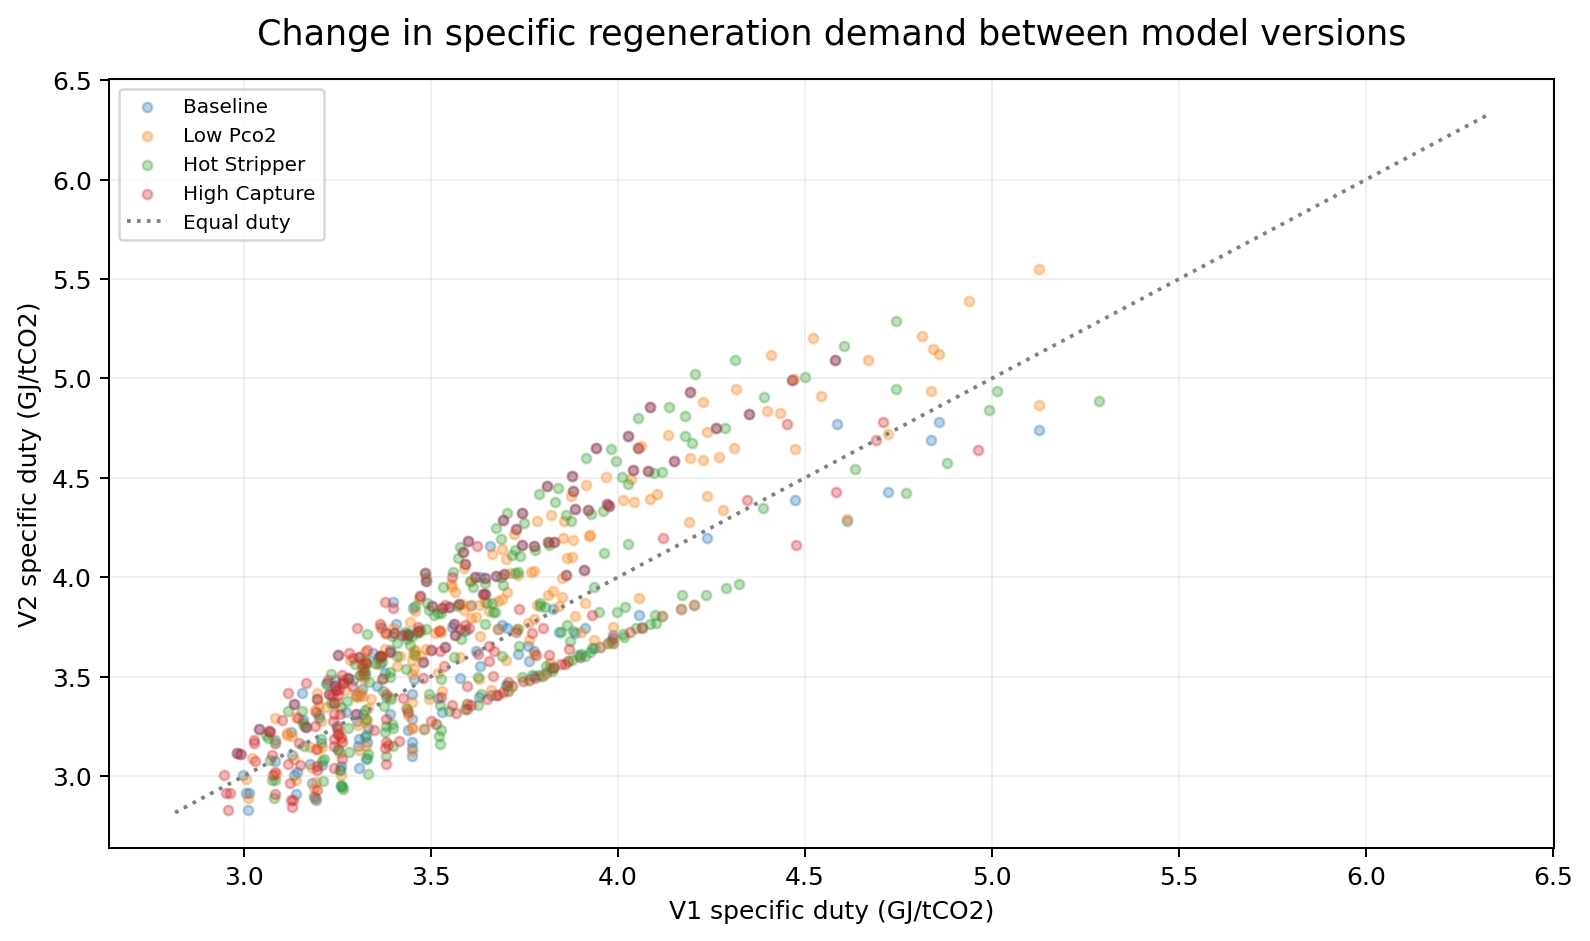 Change in specific regeneration demand between model versions
6.5
6.0
5.5
5.0
4.5
4.0
3.5
3.0
V2 specific duty (GJ/tCO2)
Baseline
Low Pco2
Hot Stripper
High Capture
Equal duty
3.0 3.5 4.0 4.5 5.0 5.5 6.0 6.5
V1 specific duty (GJ/tCO2)